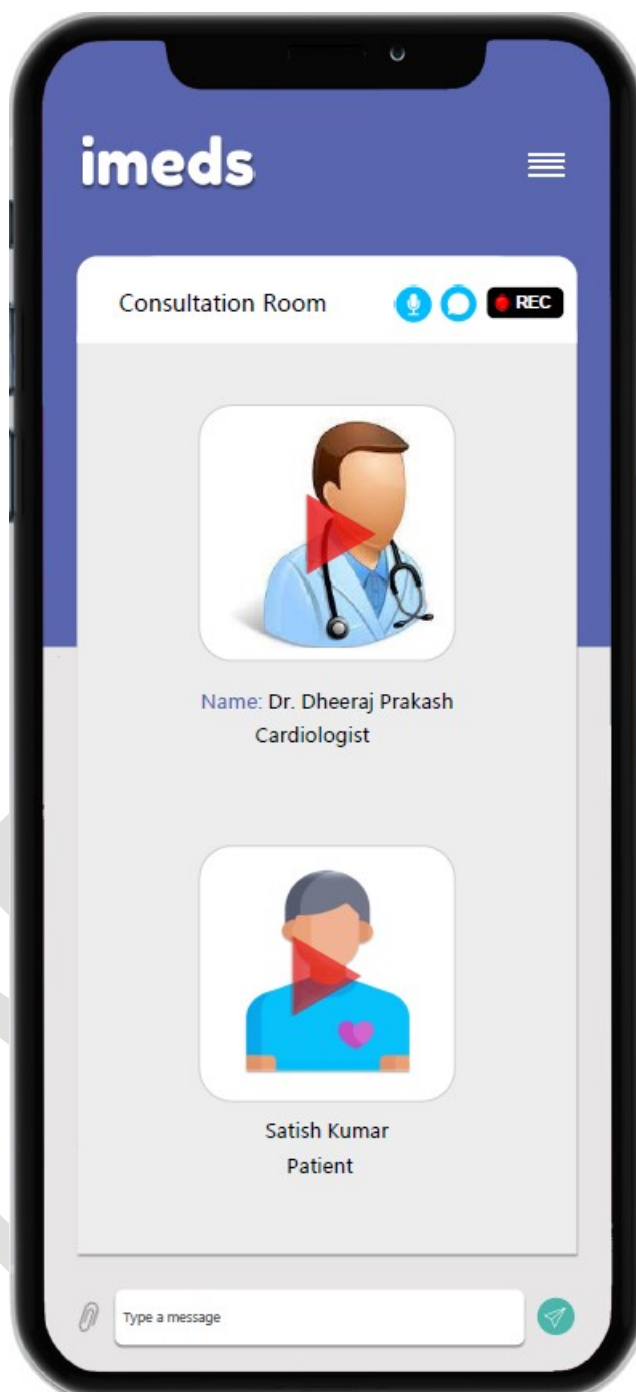 imeds
Consultation Room
REC
Name: Dr. Dheeraj Prakash
Cardiologist
Satish Kumar
Patient
Type a message